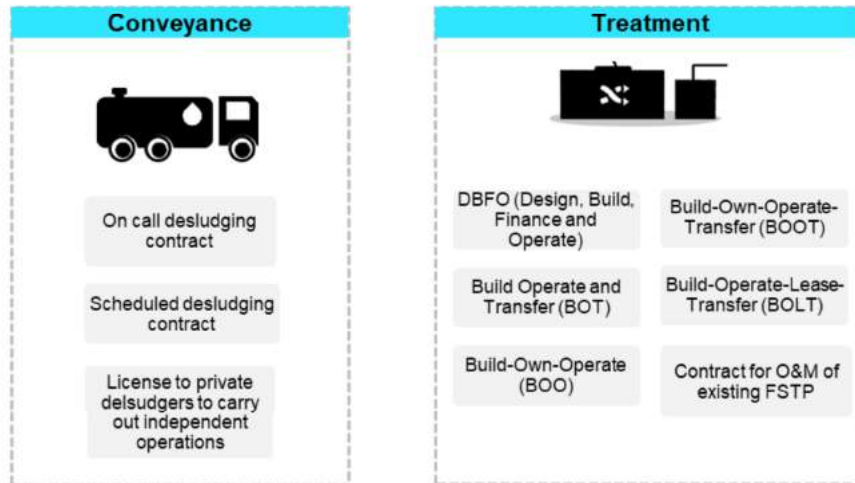 Conveyance
On call desludging
contract
Scheduled desludging
contract
License to private
delsudgers to carry
out independent
operations
Treatment
DBFO (Design, Build,
Finance and
Operate)
Build-Own-Operate-
Transfer (BOOT)
Build Operate and
Transfer (BOT)
Build-Operate-Lease-
Transfer (BOLT)
Build-Own-Operate
(BOO)
Contract for O&M of
existing FSTP